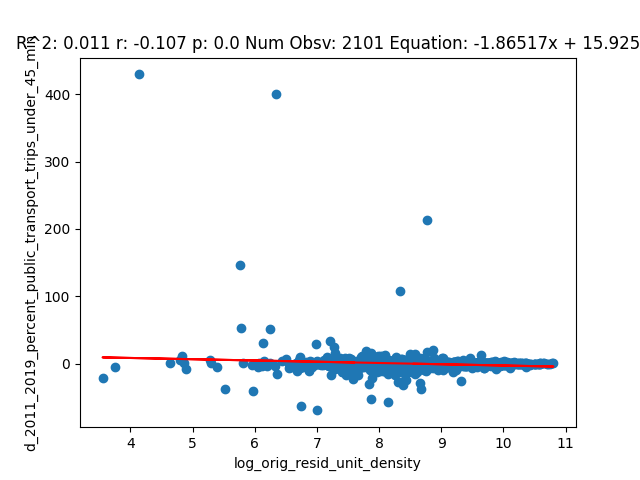 R^2: 0.011 r: -0.107 p: 0.0 Num Obsv: 2101 Equation: -1.86517x + 15.925
d_2011_2019_percent_public_transport_trips_under_45_min
400
300
200
100
0
4 5 6 7 8 9 10 11
log_orig_resid_unit_density